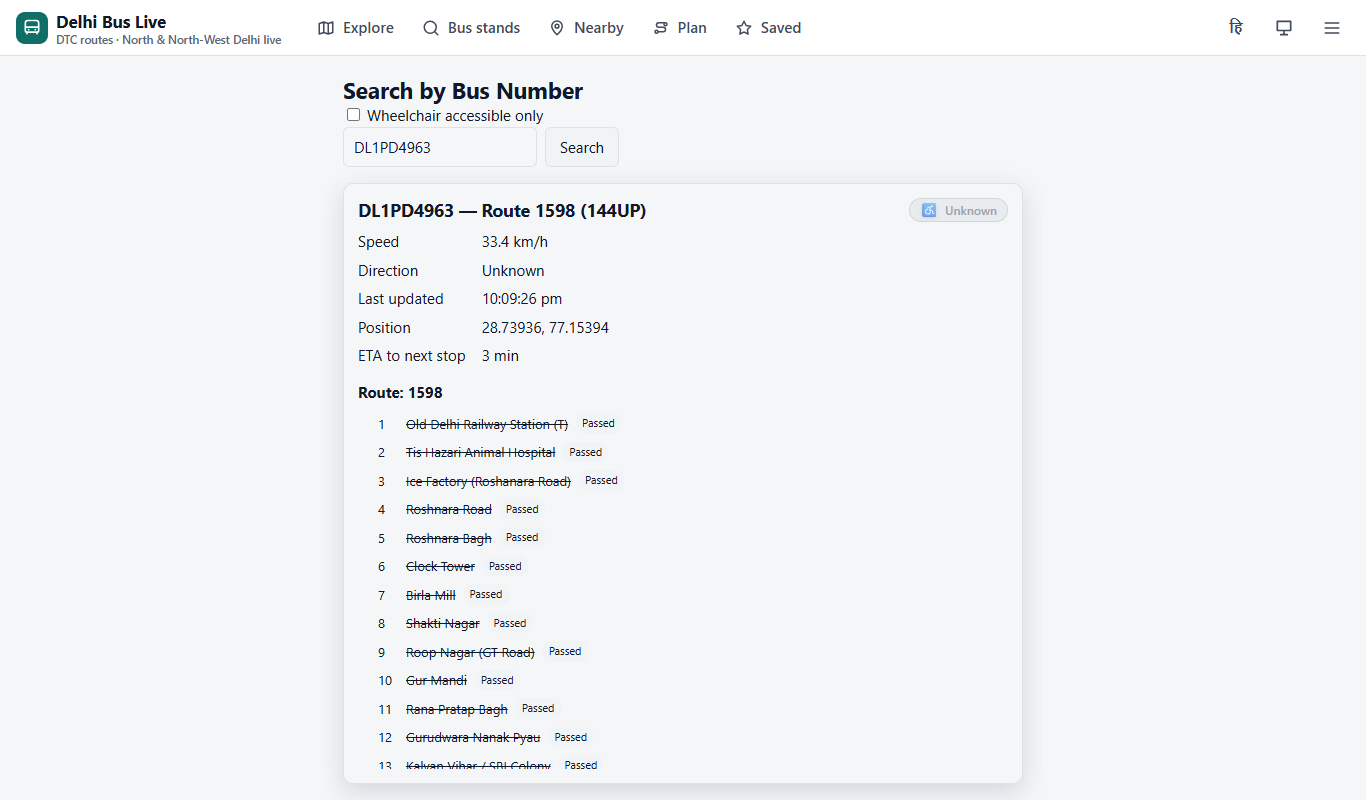 Delhi Bus Live
DTC routes · North & North-West Delhi live
Explore
Bus stands
Nearby
Plan
Saved
हि
Search by Bus Number
Wheelchair accessible only
DL1PD4963
Search
DL1PD4963 — Route 1598 (144UP)
Unknown
Speed 33.4 km/h
Direction Unknown
Last updated 10:09:26 pm
Position 28.73936, 77.15394
ETA to next stop 3 min
Route: 1598
1 Old Delhi Railway Station (T) Passed
2 Tis Hazari Animal Hospital Passed
3 Ice Factory (Roshanara Road) Passed
4 Roshnara Road Passed
5 Roshnara Bagh Passed
6 Clock Tower Passed
7 Birla Mill Passed
8 Shakti Nagar Passed
9 Roop Nagar (GT Road) Passed
10 Gur Mandi Passed
11 Rana Pratap Bagh Passed
12 Gurudwara Nanak Pyau Passed
13 Kalyan Vihar / SBI Colony Passed